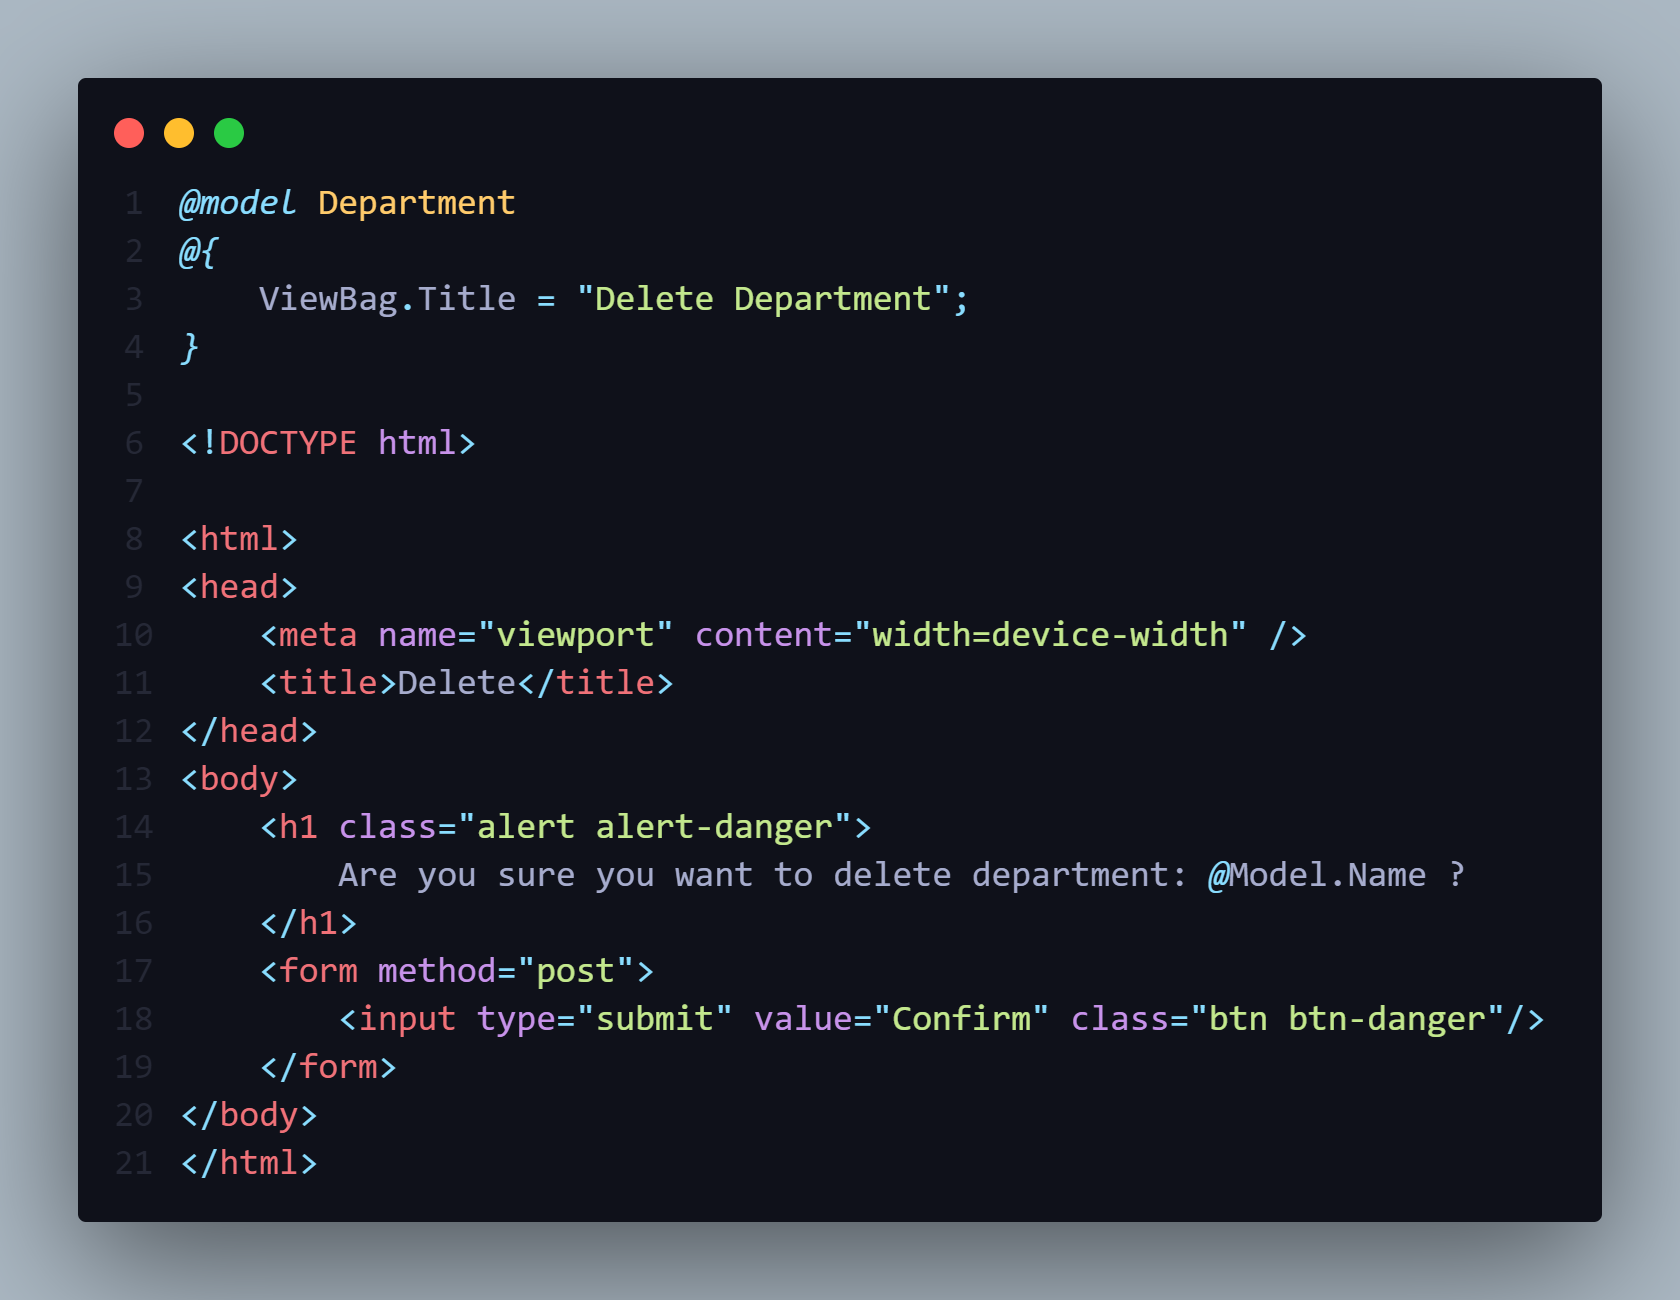 1 @model Department
2 @{
3     ViewBag.Title = "Delete Department";
4 }
5
6 <!DOCTYPE html>
7
8 <html>
9 <head>
10     <meta name="viewport" content="width=device-width" />
11     <title>Delete</title>
12 </head>
13 <body>
14     <h1 class="alert alert-danger">
15         Are you sure you want to delete department: @Model.Name ?
16     </h1>
17     <form method="post">
18         <input type="submit" value="Confirm" class="btn btn-danger"/>
19     </form>
20 </body>
21 </html>